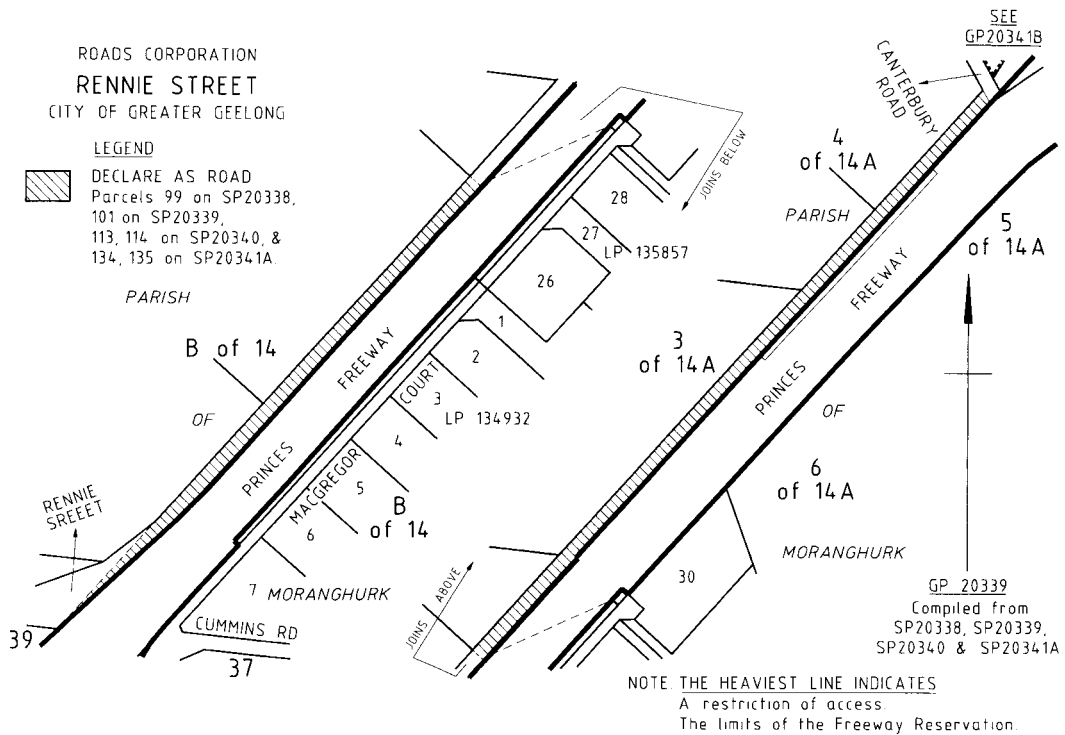 ROADS CORPORATION
RENNIE STREET
CITY OF GREATER GEELONG
LEGEND
DECLARE AS ROAD
Parcels 99 on SP20338,
101 on SP20339,
113, 114 on SP20340, &
134, 135 on SP20341A.
PARISH
B of 14
OF
RENNIE
SREEET
39
PRINCES
FREEWAY
MACGREGOR
COURT
JOINS BELOW
28
27
LP 135857
26
1
2
3
LP 134932
4
5
B
of 14
6
7
MORANGHURK
CUMMINS RD
37
JOINS ABOVE
SEE
GP20341B
CANTERBURY
ROAD
4
of 14A
PARISH
5
of 14A
FREEWAY
3
of 14A
PRINCES
OF
6
of 14A
MORANGHURK
30
GP 20339
Compiled from
SP20338, SP20339,
SP20340 & SP20341A
NOTE. THE HEAVIEST LINE INDICATES
A restriction of access.
The limits of the Freeway Reservation.